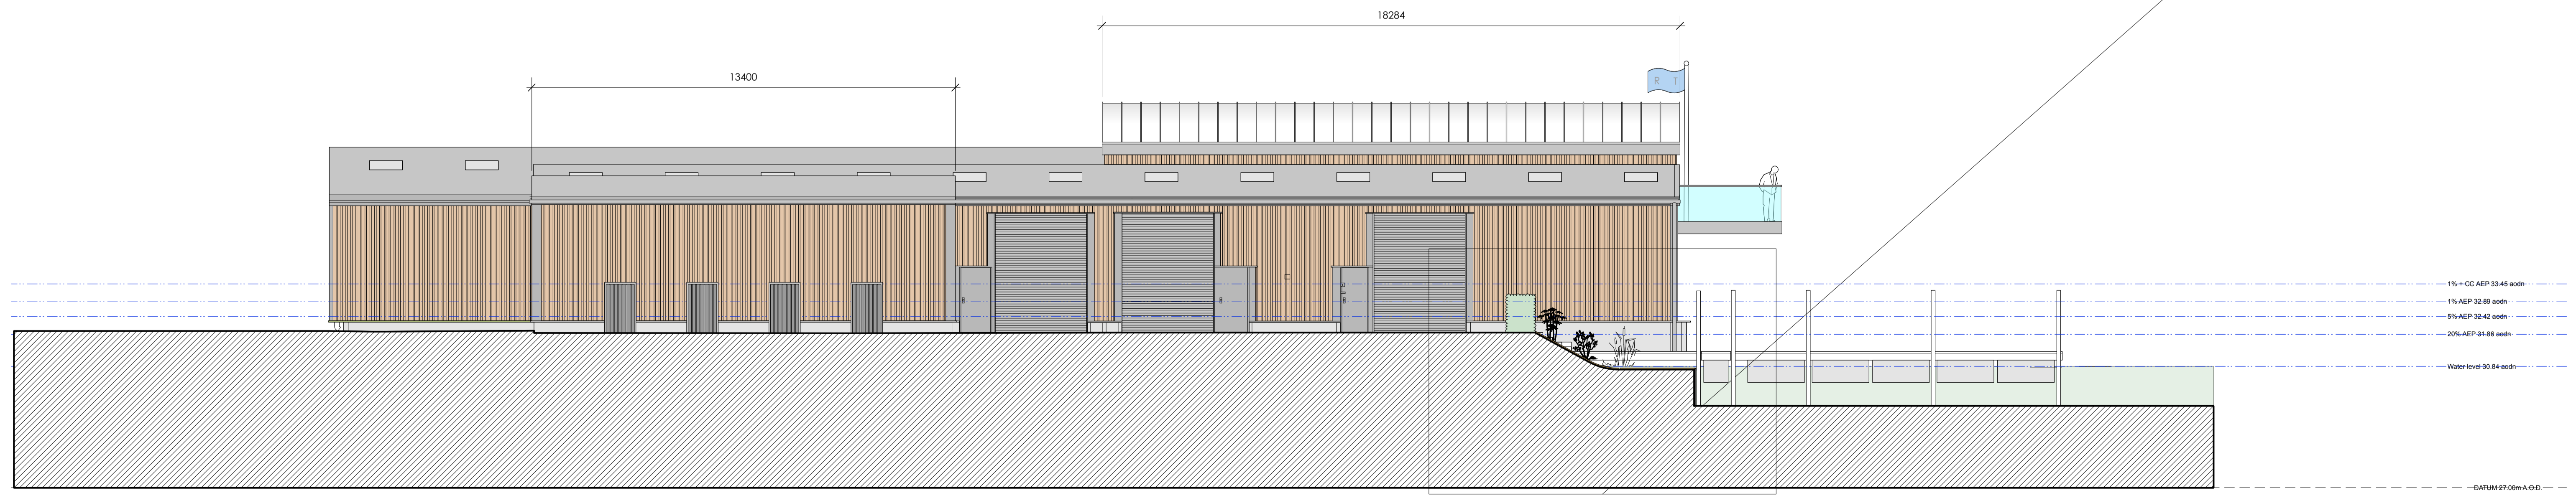 18284
13400
R T
1% + CC AEP 33.45 aodn
1% AEP 32.89 aodn
5% AEP 32.42 aodn
20% AEP 31.86 aodn
Water level 30.84 aodn
DATUM 27.00m A.O.D.